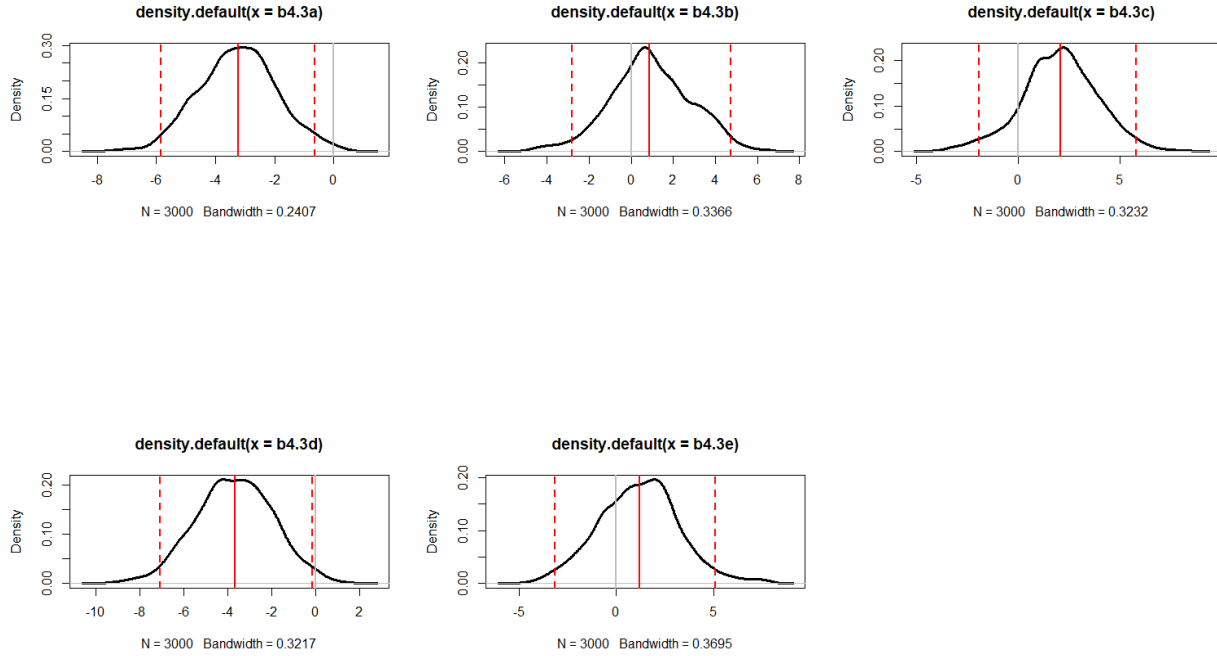 density.default(x = b4.3a)
Density
0.00 0.15 0.30
-8 -6 -4 -2 0
N = 3000 Bandwidth = 0.2407
density.default(x = b4.3b)
Density
0.00 0.10 0.20
-6 -4 -2 0 2 4 6 8
N = 3000 Bandwidth = 0.3366
density.default(x = b4.3c)
Density
0.00 0.10 0.20
-5 0 5
N = 3000 Bandwidth = 0.3232
density.default(x = b4.3d)
Density
0.00 0.10 0.20
-10 -8 -6 -4 -2 0 2
N = 3000 Bandwidth = 0.3217
density.default(x = b4.3e)
Density
0.00 0.10 0.20
-5 0 5
N = 3000 Bandwidth = 0.3695